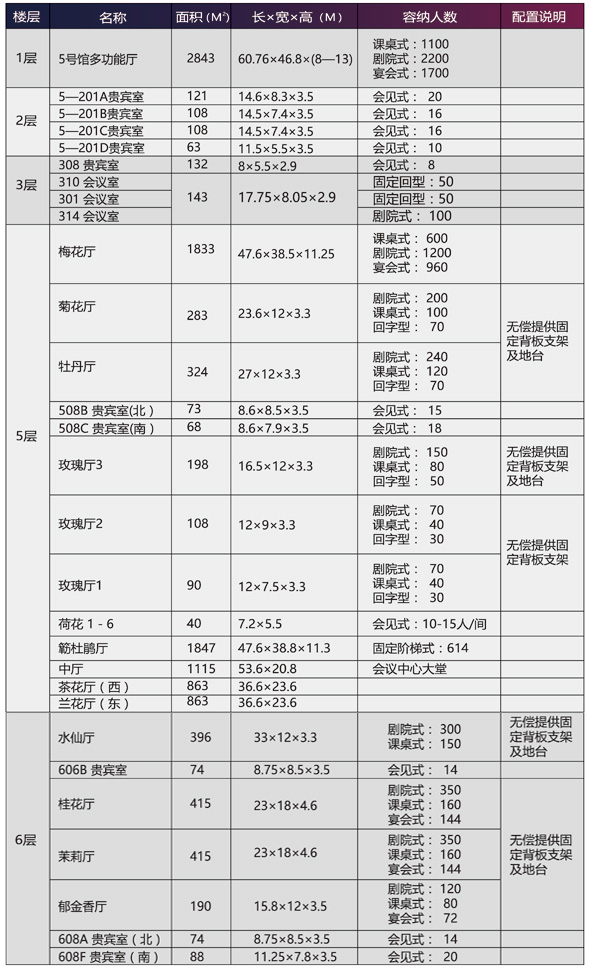 楼层 名称 面积 (M²) 长×宽×高 (M) 容纳人数 配置说明
1层 5号馆多功能厅 2843 60.76×46.8×(8—13) 课桌式:1100
剧院式:2200
宴会式:1700
2层 5—201A贵宾室 121 14.6×8.3×3.5 会见式: 20
5—201B贵宾室 108 14.5×7.4×3.5 会见式: 16
5—201C贵宾室 108 14.5×7.4×3.5 会见式: 16
5—201D贵宾室 63 11.5×5.5×3.5 会见式: 10
3层 308 贵宾室 132 8×5.5×2.9 会见式: 8
310 会议室 143 17.75×8.05×2.9 固定回型:50
301 会议室 固定回型:50
314 会议室 剧院式: 100
5层 梅花厅 1833 47.6×38.5×11.25 课桌式: 600
剧院式:1200
宴会式: 960
菊花厅 283 23.6×12×3.3 剧院式: 200
课桌式: 100
回字型: 70
无偿提供固
定背板支架
及地台
牡丹厅 324 27×12×3.3 剧院式: 240
课桌式: 120
回字型: 70
508B 贵宾室(北) 73 8.6×8.5×3.5 会见式: 15
508C 贵宾室(南) 68 8.6×7.9×3.5 会见式: 18
玫瑰厅3 198 16.5×12×3.3 剧院式: 150
课桌式: 80
回字型: 50
无偿提供固
定背板支架
及地台
玫瑰厅2 108 12×9×3.3 剧院式: 70
课桌式: 40
回字型: 30
无偿提供固
定背板支架
玫瑰厅1 90 12×7.5×3.3 剧院式: 70
课桌式: 40
回字型: 30
荷花 1 - 6 40 7.2×5.5 会见式:10-15人/间
簕杜鹃厅 1847 47.6×38.8×11.3 固定阶梯式:614
中厅 1115 53.6×20.8 会议中心大堂
茶花厅(西) 863 36.6×23.6
兰花厅(东) 863 36.6×23.6
6层 水仙厅 396 33×12×3.3 剧院式: 300
课桌式: 150
无偿提供固
定背板支架
及地台
606B 贵宾室 74 8.75×8.5×3.5 会见式: 14
桂花厅 415 23×18×4.6 剧院式: 350
课桌式: 160
宴会式: 144
茉莉厅 415 23×18×4.6 剧院式: 350
课桌式: 160
宴会式: 144
无偿提供固
定背板支架
及地台
郁金香厅 190 15.8×12×3.5 剧院式: 120
课桌式: 80
宴会式: 72
608A 贵宾室(北) 74 8.75×8.5×3.5 会见式: 14
608F 贵宾室(南) 88 11.25×7.8×3.5 会见式: 20